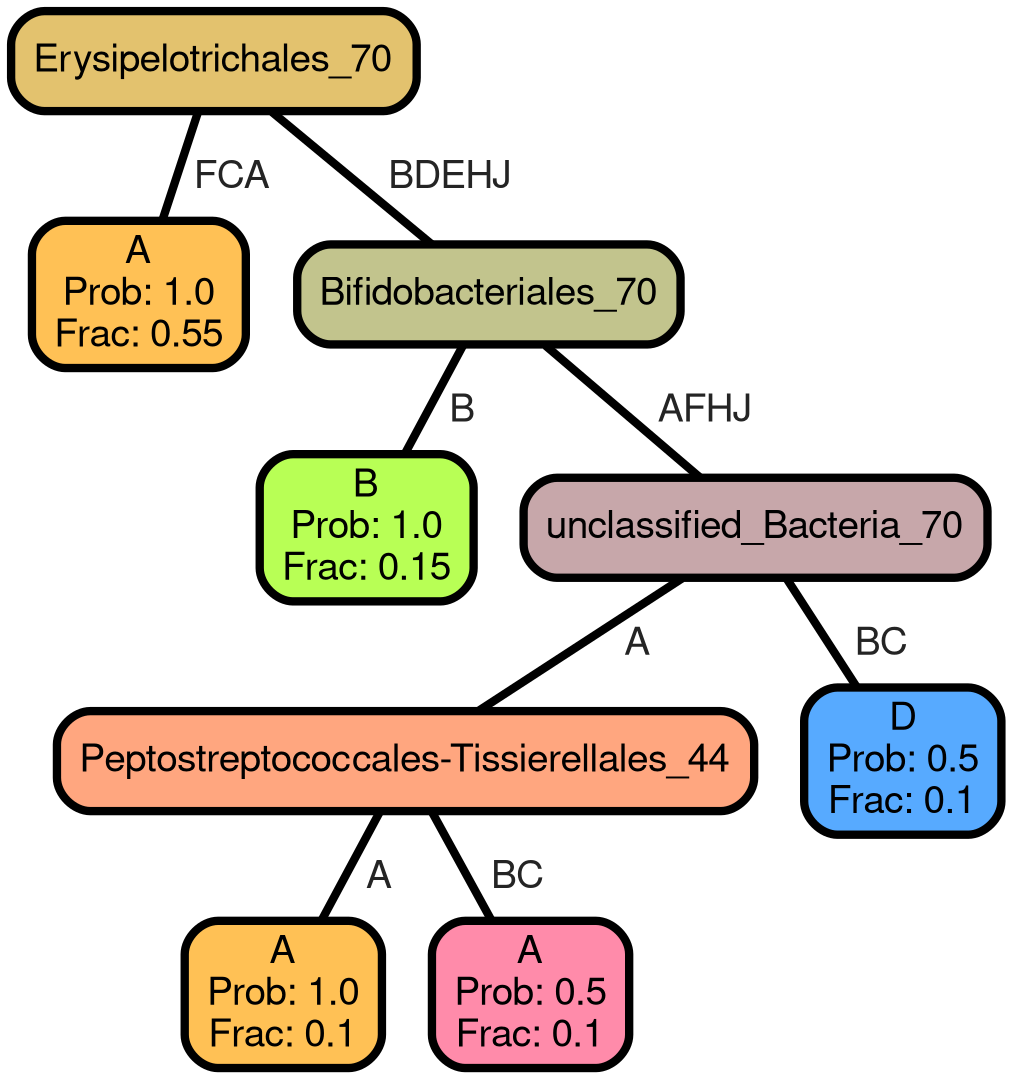 Erysipelotrichales_70
FCA
BDEHJ
A
Prob: 1.0
Frac: 0.55
Bifidobacteriales_70
B
AFHJ
B
Prob: 1.0
Frac: 0.15
unclassified_Bacteria_70
A
BC
Peptostreptococcales-Tissierellales_44
D
Prob: 0.5
Frac: 0.1
A
BC
A
Prob: 1.0
Frac: 0.1
A
Prob: 0.5
Frac: 0.1